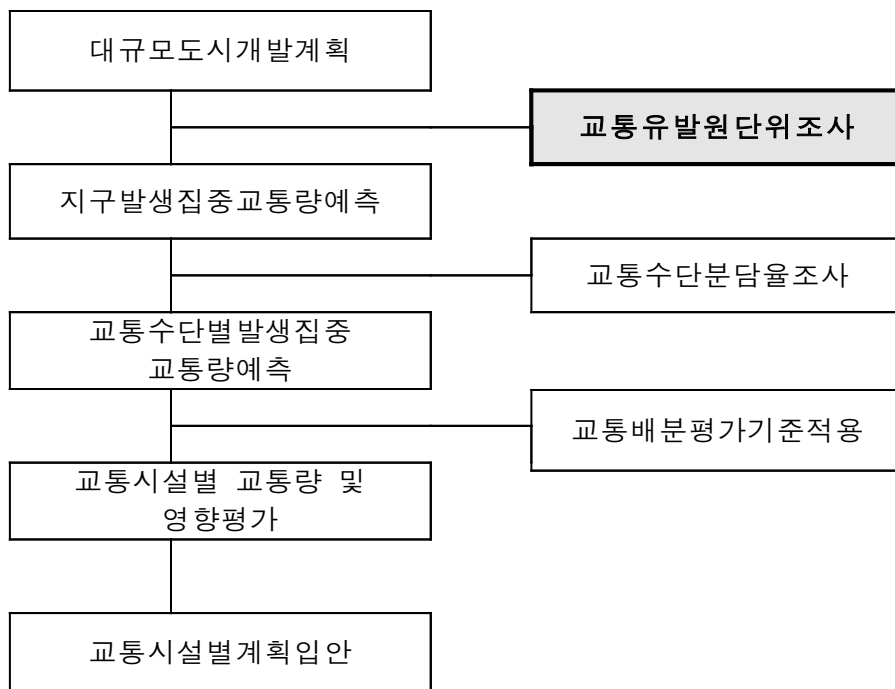 대규모도시개발계획
교통유발원단위조사
지구발생집중교통량예측
교통수단분담율조사
교통수단별발생집중
교통량예측
교통배분평가기준적용
교통시설별 교통량 및
영향평가
교통시설별계획입안